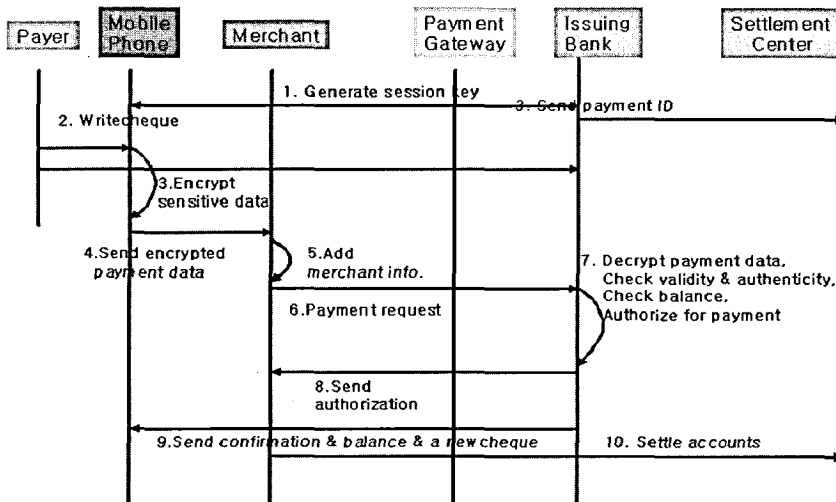 Payer
Mobile
Phone
Merchant
Payment
Gateway
Issuing
Bank
Settlement
Center
1. Generate session key
3. Send payment ID
2. Writecheque
3.Encrypt
sensitive data
4.Send encrypted
payment data
5.Add
merchant info.
6.Payment request
7. Decrypt payment data,
Check validity & authenticity,
Check balance,
Authorize for payment
8.Send
authorization
9.Send confirmation & balance & a newcheque
10. Settle accounts